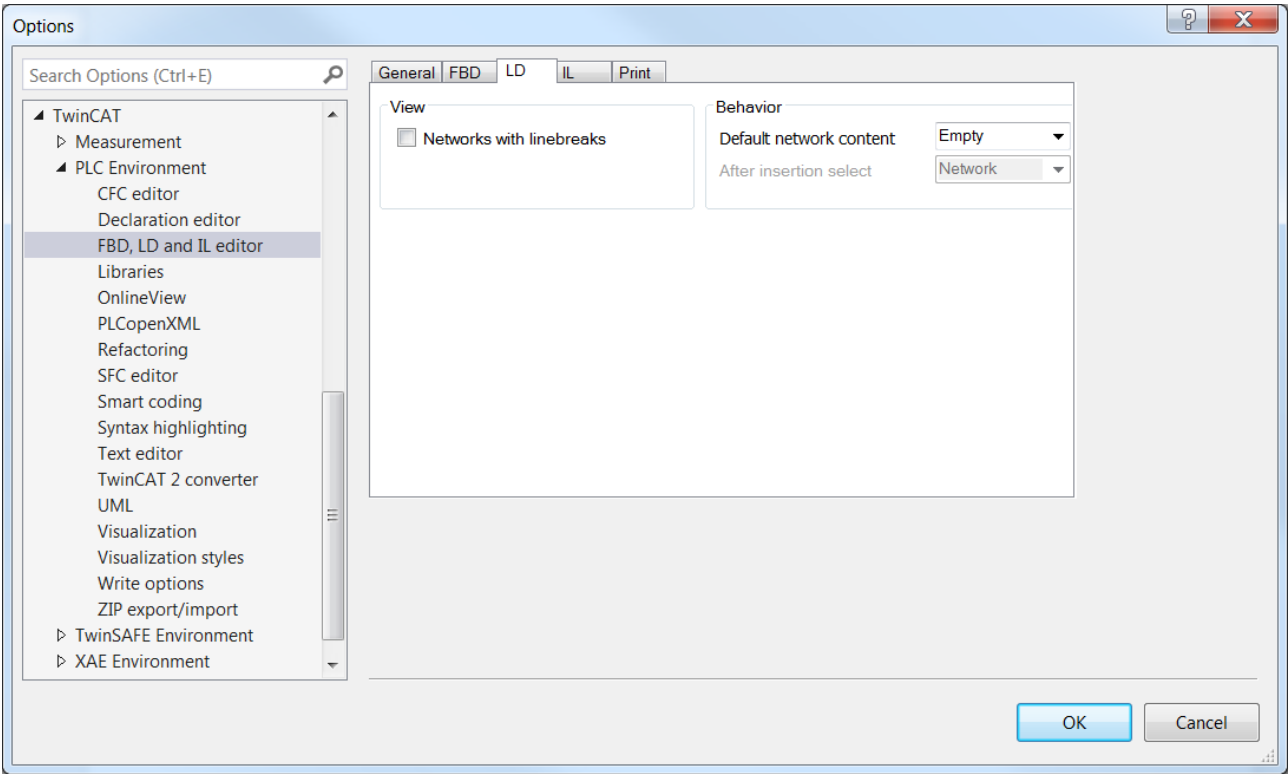 Options
Search Options (Ctrl+E)
TwinCAT
Measurement
PLC Environment
CFC editor
Declaration editor
FBD, LD and IL editor
Libraries
OnlineView
PLCopenXML
Refactoring
SFC editor
Smart coding
Syntax highlighting
Text editor
TwinCAT 2 converter
UML
Visualization
Visualization styles
Write options
ZIP export/import
TwinSAFE Environment
XAE Environment
General FBD LD IL Print
View
Networks with linebreaks
Behavior
Default network content Empty
After insertion select Network
OK Cancel